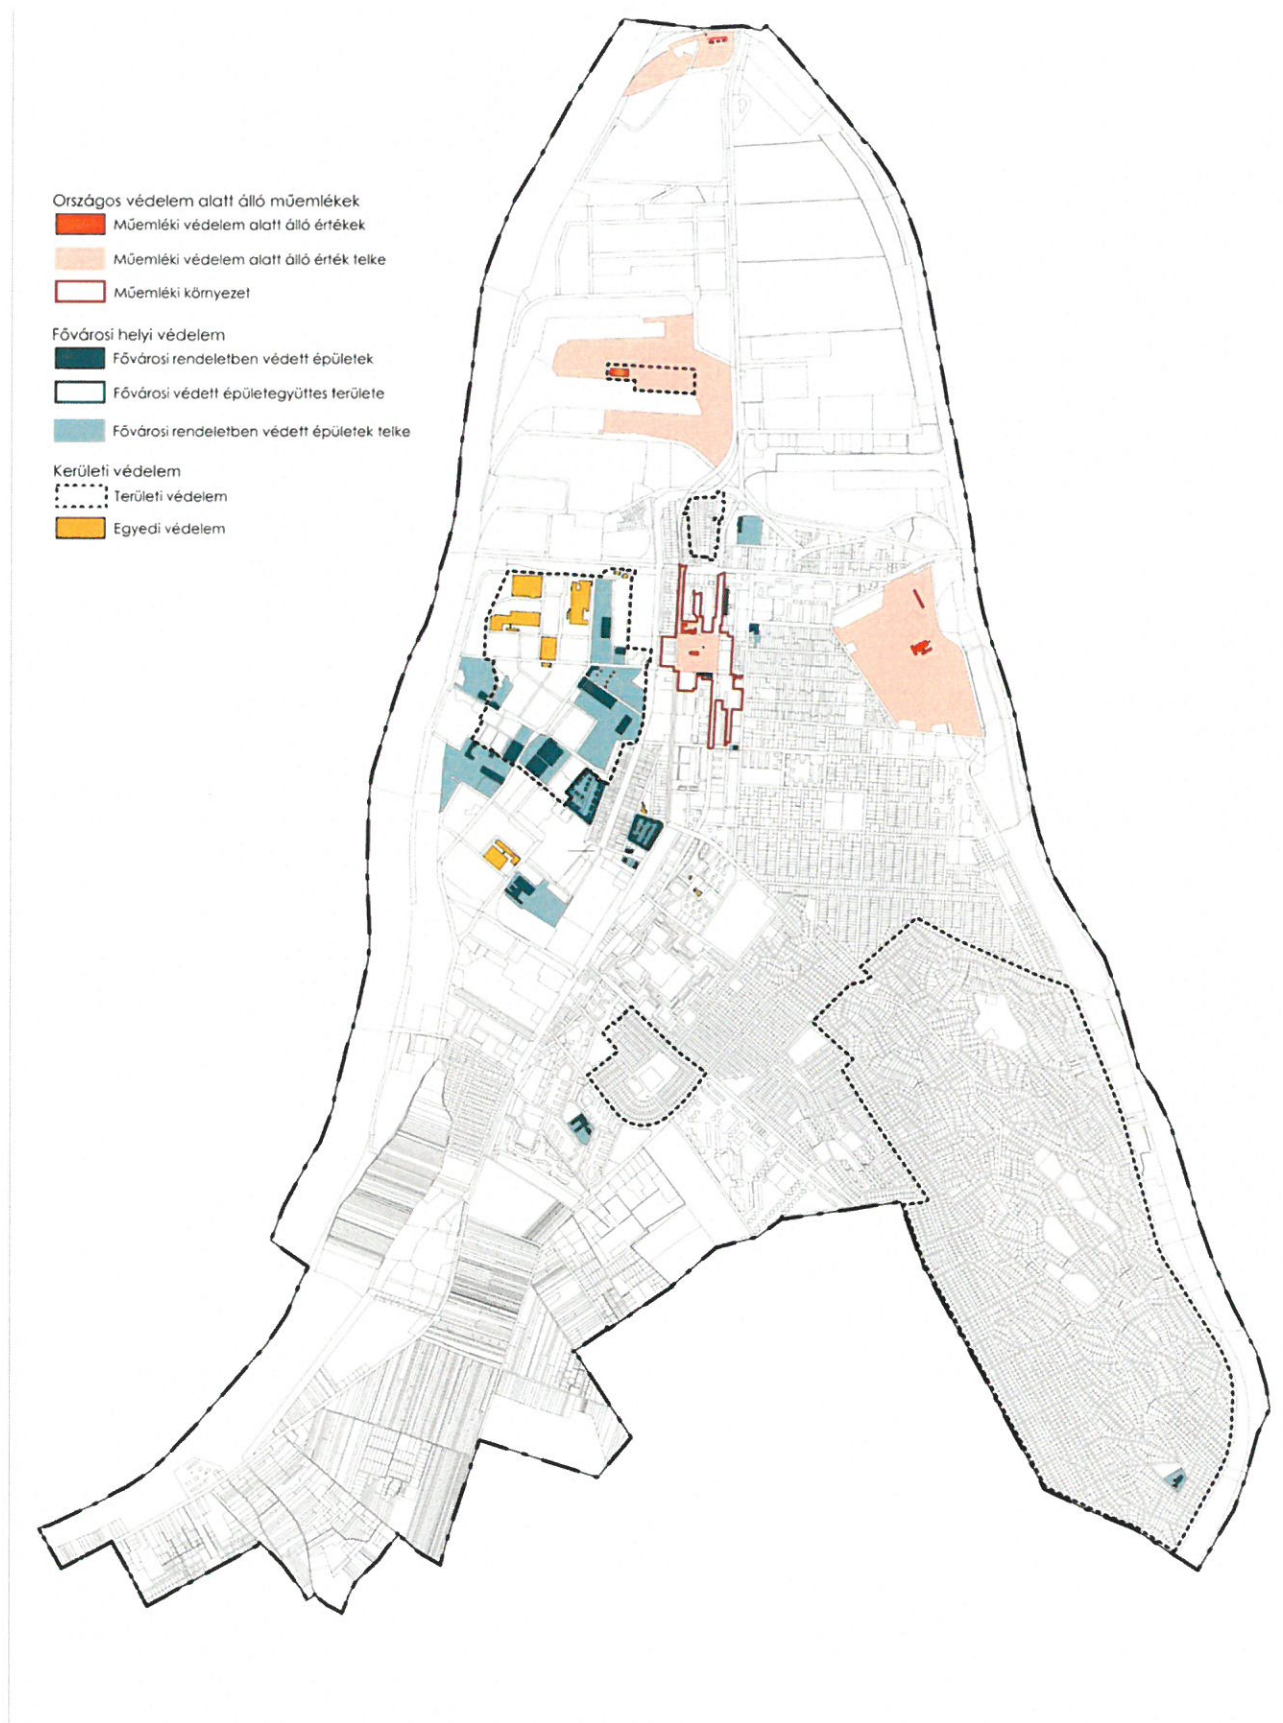 Országos védelem alatt álló műemlékek
Műemléki védelem alatt álló értékek
Műemléki védelem alatt álló érték telke
Műemléki környezet
Fővárosi helyi védelem
Fővárosi rendeletben védett épületek
Fővárosi védett épületegyüttes területe
Fővárosi rendeletben védett épületek telke
Kerületi védelem
Területi védelem
Egyedi védelem